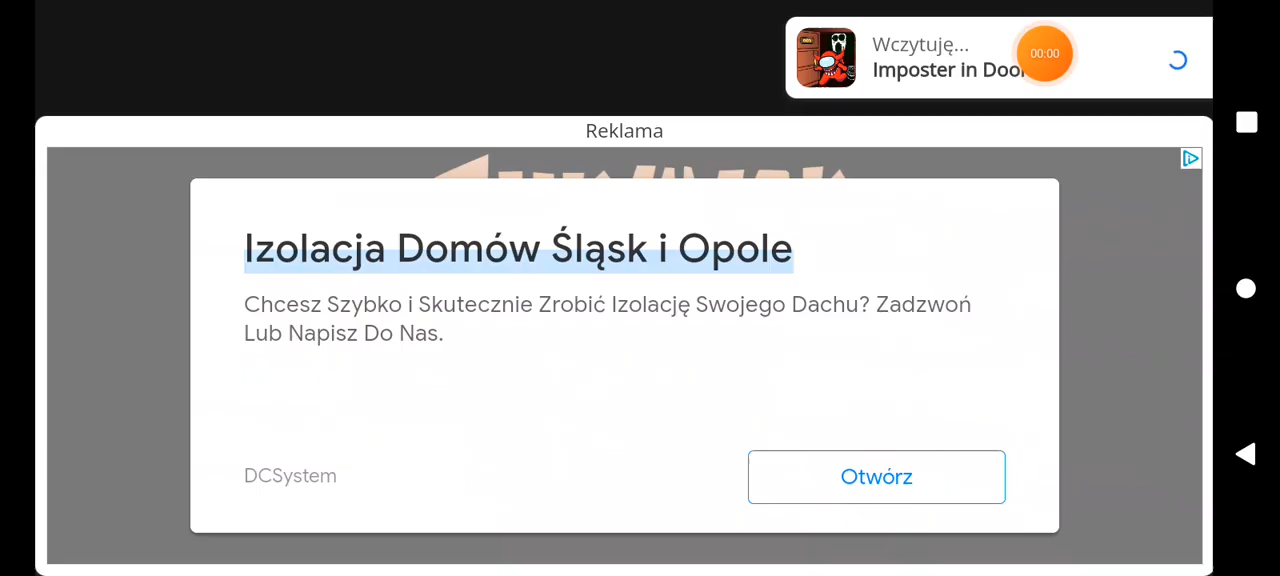 Wczytuję...
Imposter in Doo
00:00
Reklama
Izolacja Domów Śląsk i Opole
Chcesz Szybko i Skutecznie Zrobić Izolację Swojego Dachu? Zadzwoń
Lub Napisz Do Nas.
DCSystem
Otwórz